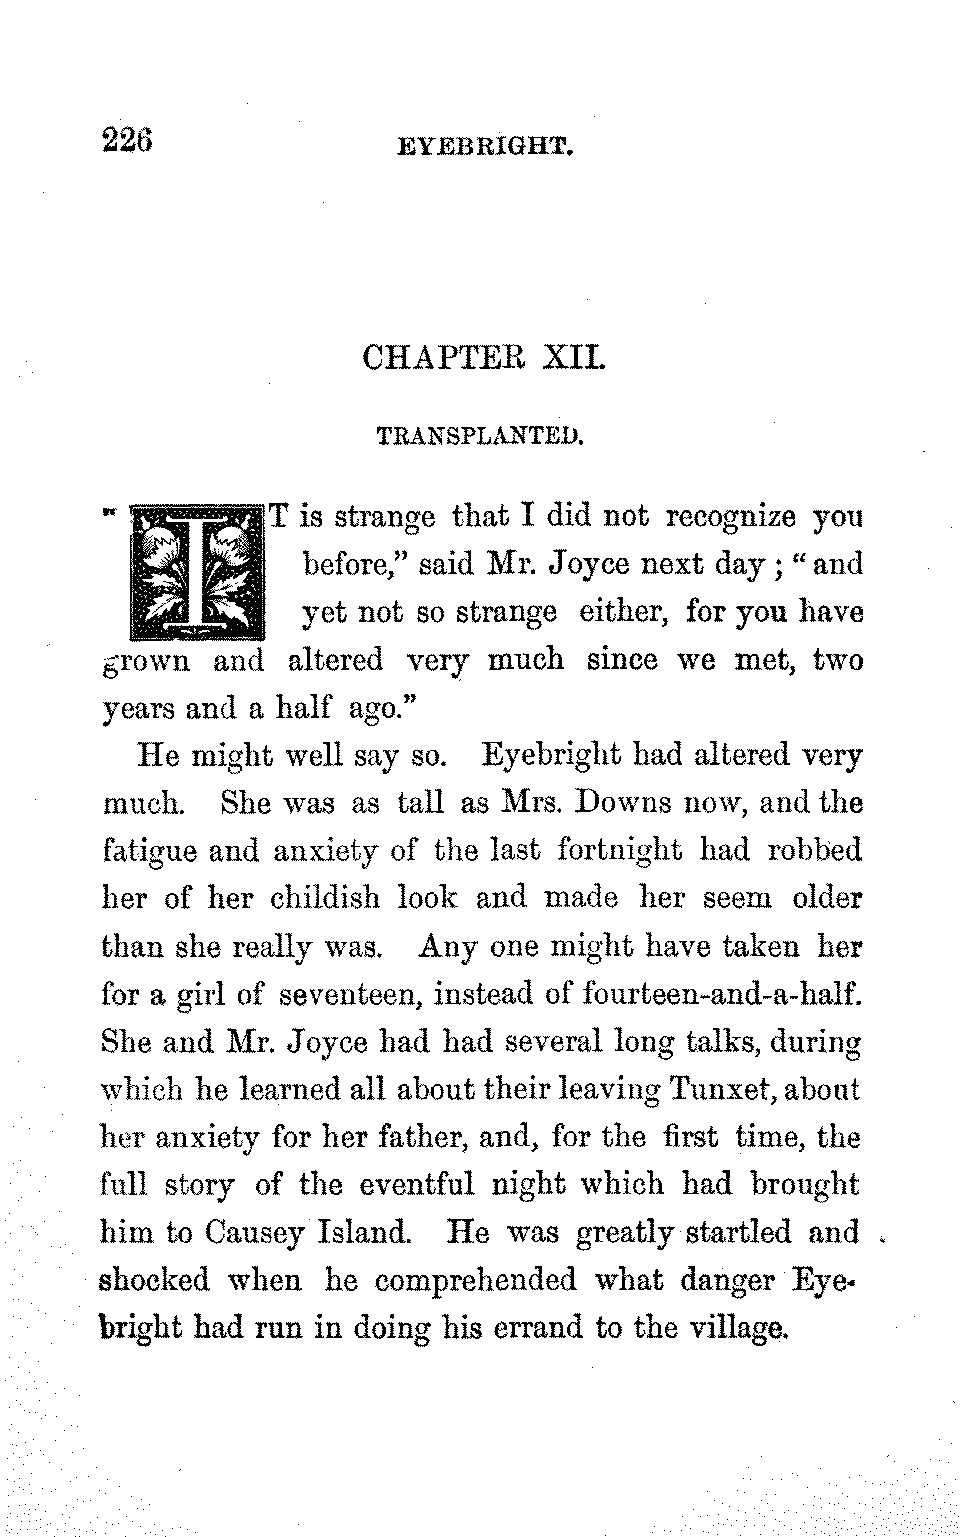 226 EYEBRIGHT.
CHAPTER XII.
TRANSPLANTED.
"IT is strange that I did not recognize you
before," said Mr. Joyce next day; "and
yet not so strange either, for you have
grown and altered very much since we met, two
years and a half ago."
He might well say so. Eyebright had altered very
much. She was as tall as Mrs. Downs now, and the
fatigue and anxiety of the last fortnight had robbed
her of her childish look and made her seem older
than she really was. Any one might have taken her
for a girl of seventeen, instead of fourteen-and-a-half.
She and Mr. Joyce had had several long talks, during
which he learned all about their leaving Tunxet, about
her anxiety for her father, and, for the first time, the
full story of the eventful night which had brought
him to Causey Island. He was greatly startled and
shocked when he comprehended what danger Eye-
bright had run in doing his errand to the village.